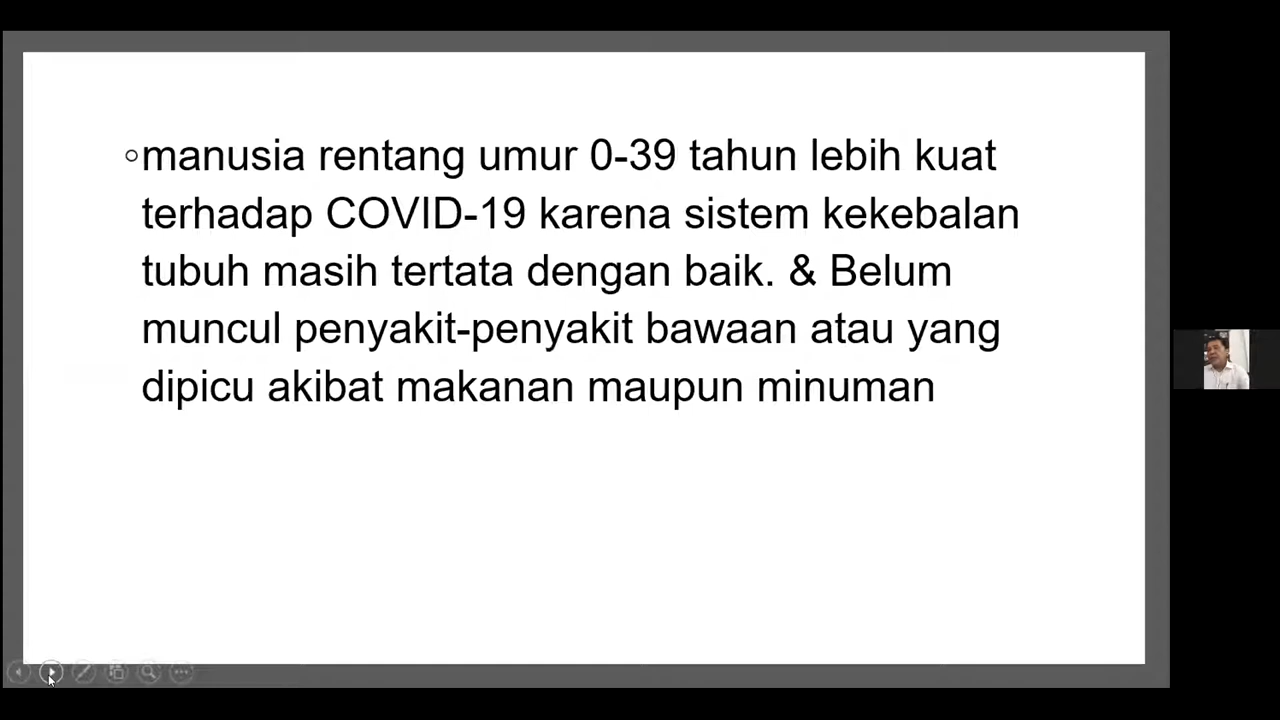 ◦manusia rentang umur 0-39 tahun lebih kuat
terhadap COVID-19 karena sistem kekebalan
tubuh masih tertata dengan baik. & Belum
muncul penyakit-penyakit bawaan atau yang
dipicu akibat makanan maupun minuman